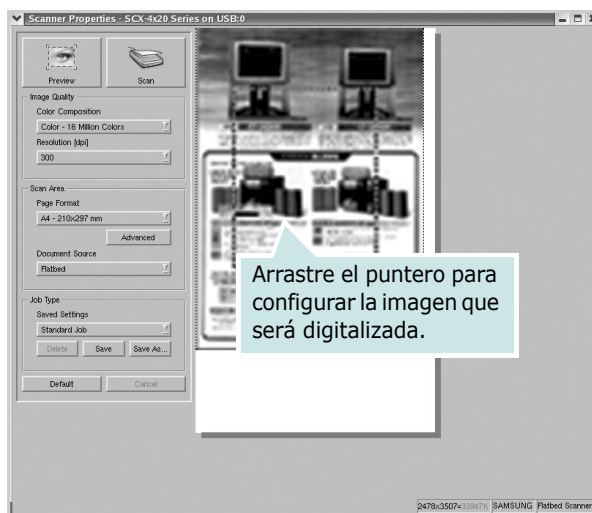 Scanner Properties - SCX-4x20 Series on USB:0
Preview
Scan
Image Quality
Color Composition
Color - 16 Million Colors
Resolution [dpi]
300
Scan Area
Page Format
A4 - 210x297 mm
Advanced
Document Source
Flatbed
Job Type
Saved Settings
Standard Job
Delete
Save
Save As...
Default
Cancel
Arrastre el puntero para
configurar la imagen que
será digitalizada.
2478x3507=33947K
SAMSUNG
Flatbed Scanner